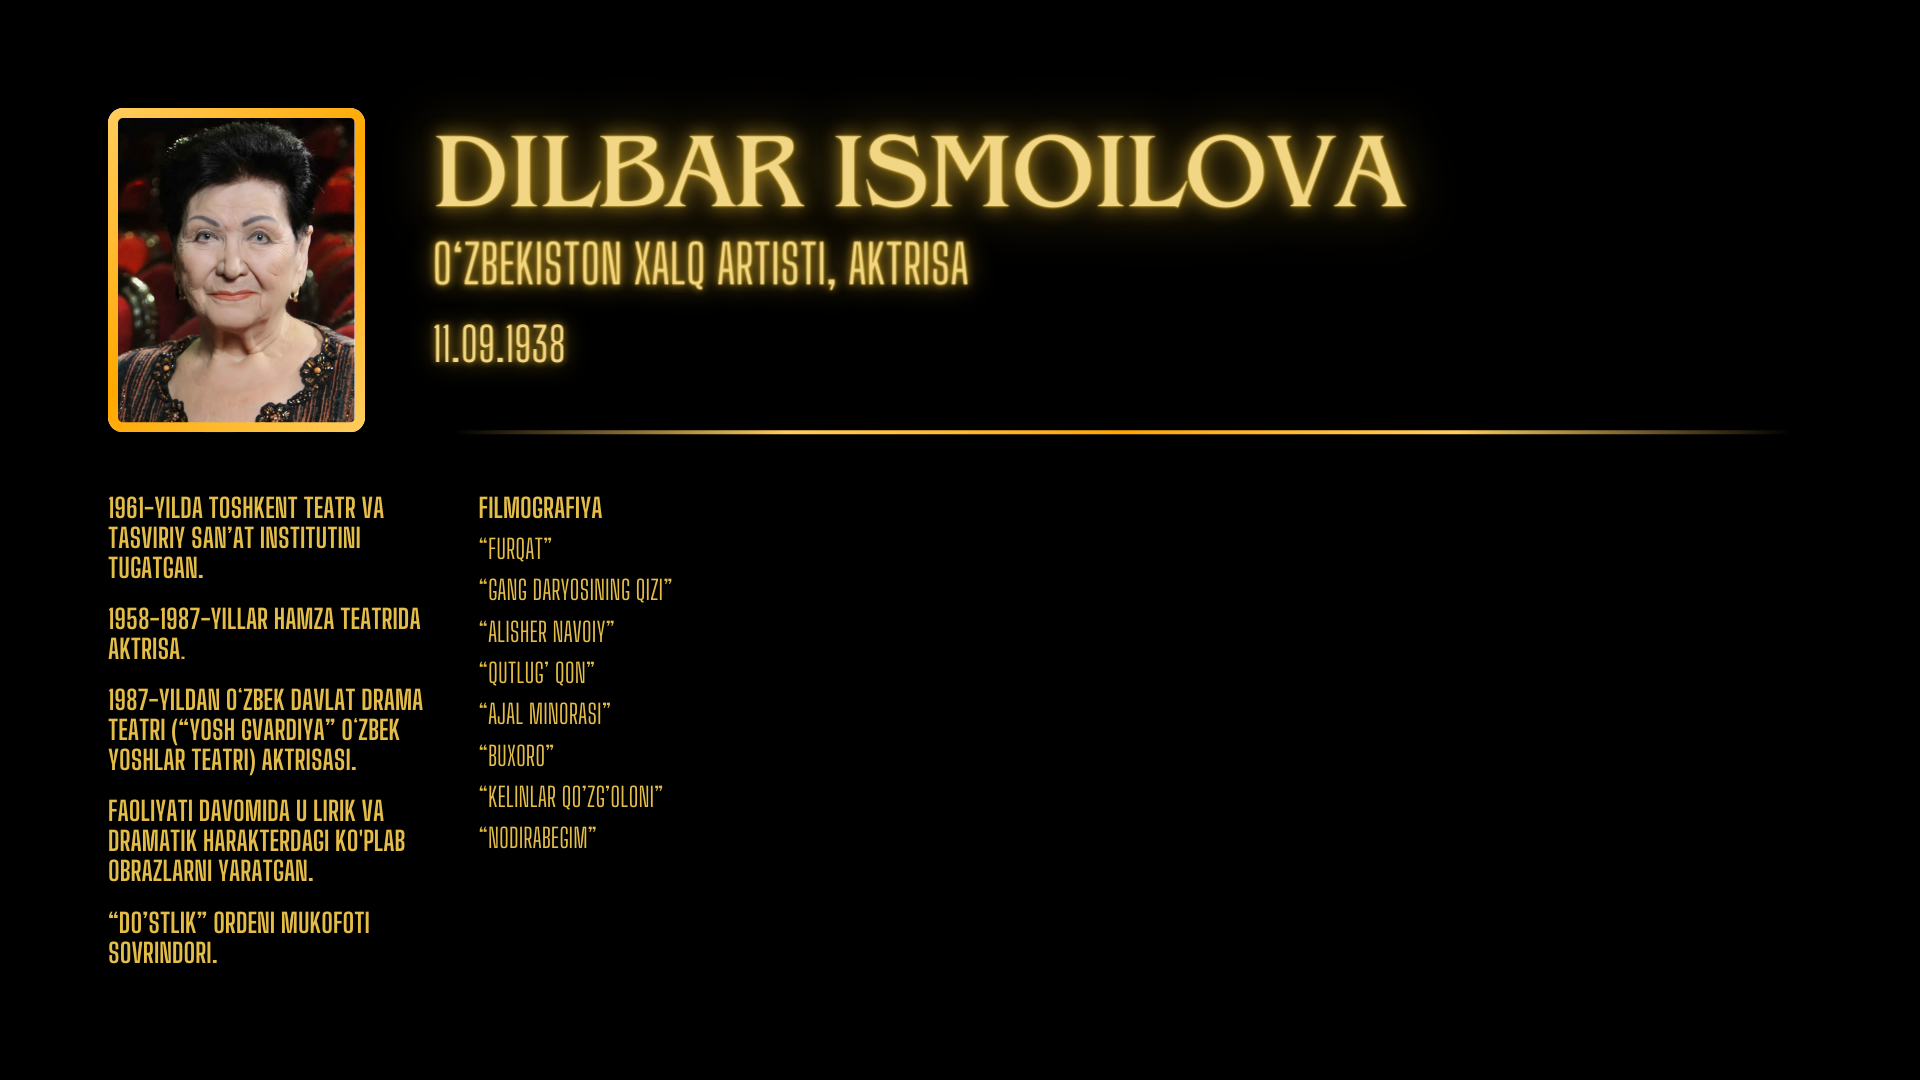 DILBAR ISMOILOVA
O‘ZBEKISTON XALQ ARTISTI, AKTRISA
11.09.1938
1961-YILDA TOSHKENT TEATR VA
TASVIRIY SAN’AT INSTITUTINI
TUGATGAN.
1958-1987-YILLAR HAMZA TEATRIDA
AKTRISA.
1987-YILDAN O‘ZBEK DAVLAT DRAMA
TEATRI (“YOSH GVARDIYA” O‘ZBEK
YOSHLAR TEATRI) AKTRISASI.
FAOLIYATI DAVOMIDA U LIRIK VA
DRAMATIK HARAKTERDAGI KO'PLAB
OBRAZLARNI YARATGAN.
“DO’STLIK” ORDENI MUKOFOTI
SOVRINDORI.
FILMOGRAFIYA
“FURQAT”
“GANG DARYOSINING QIZI”
“ALISHER NAVOIY”
“QUTLUG’ QON”
“AJAL MINORASI”
“BUXORO”
“KELINLAR QO’ZG’OLONI”
“NODIRABEGIM”